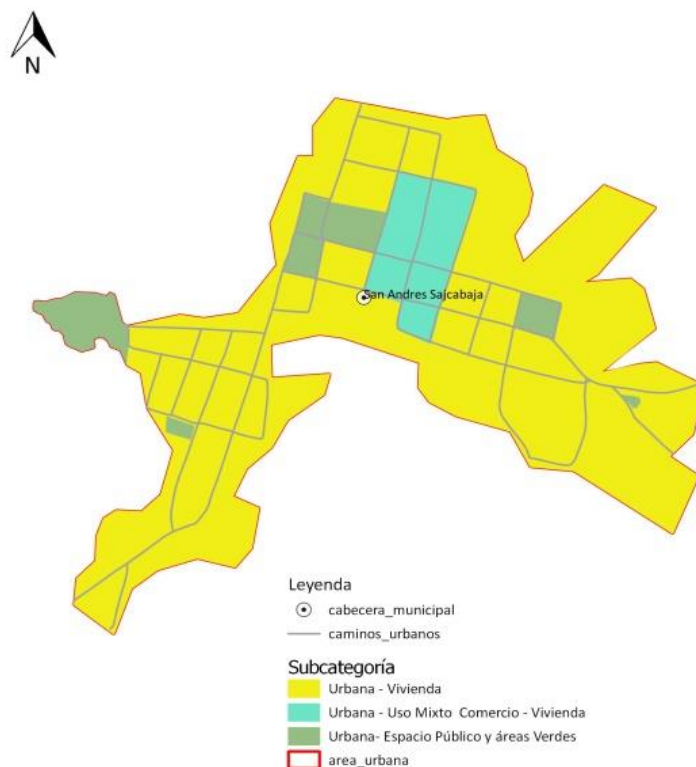 N
San Andres Sajcabaja
Leyenda
cabecera_municipal
caminos_urbanos
Subcategoría
Urbana - Vivienda
Urbana - Uso Mixto Comercio - Vivienda
Urbana- Espacio Público y áreas Verdes
area_urbana